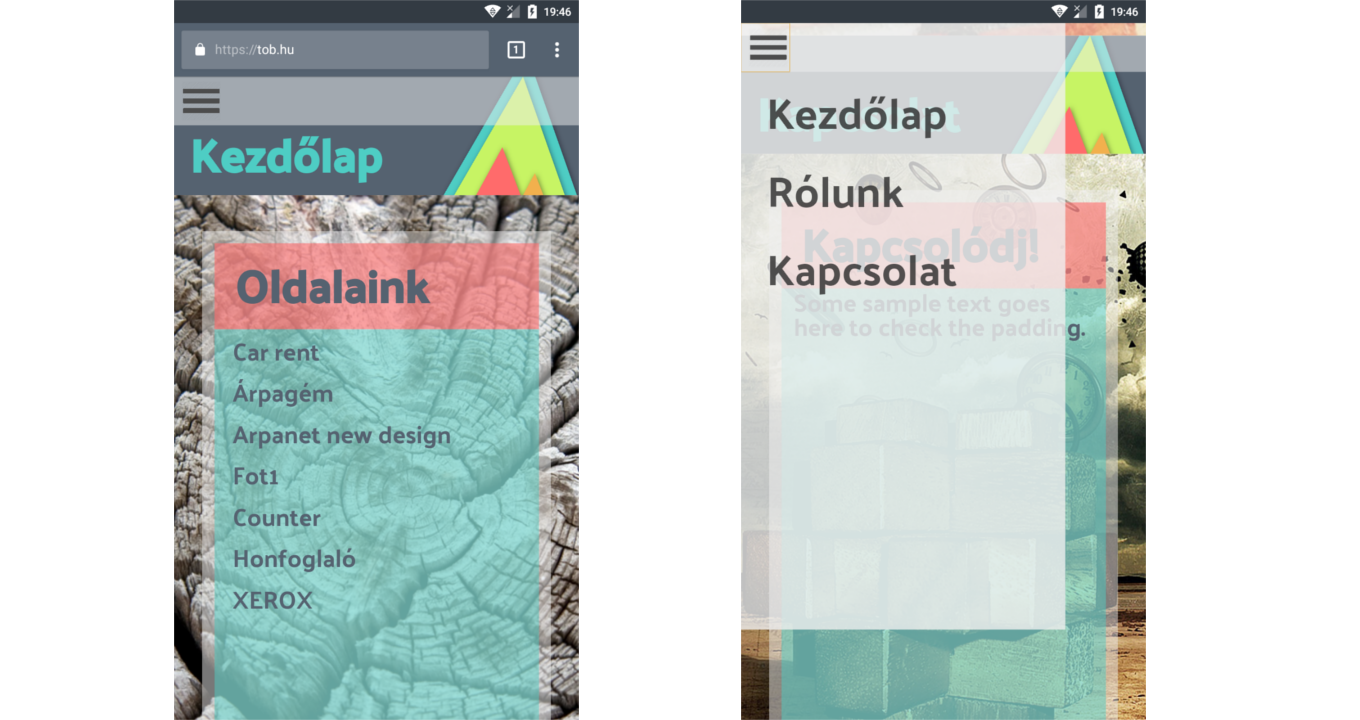 19:46
https://tob.hu
1
Kezdőlap
Oldalaink
Car rent
Árpagém
Arpanet new design
Fot1
Counter
Honfoglaló
XEROX
19:46
Kezdőlap
Rólunk
Kapcsolódj!
Kapcsolat
Some sample text goes
here to check the padding.